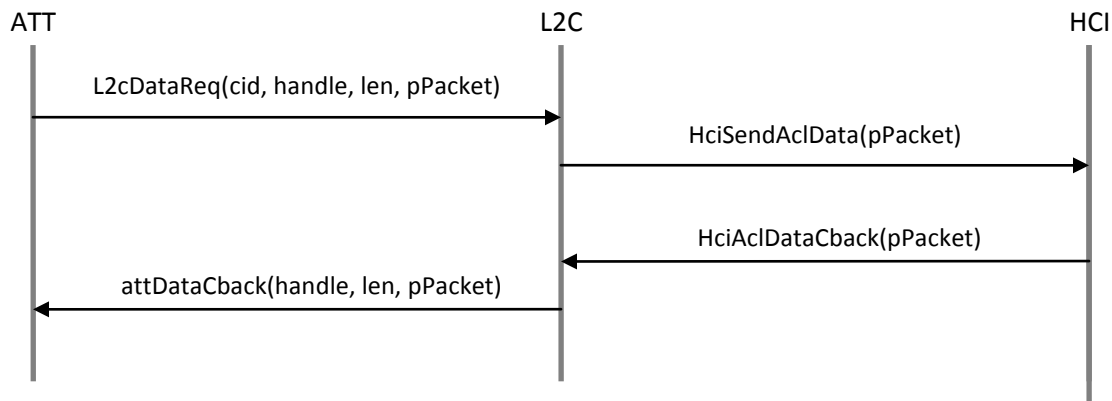 ATT L2C HCI
L2cDataReq(cid, handle, len, pPacket)
HciSendAclData(pPacket)
HciAclDataCback(pPacket)
attDataCback(handle, len, pPacket)